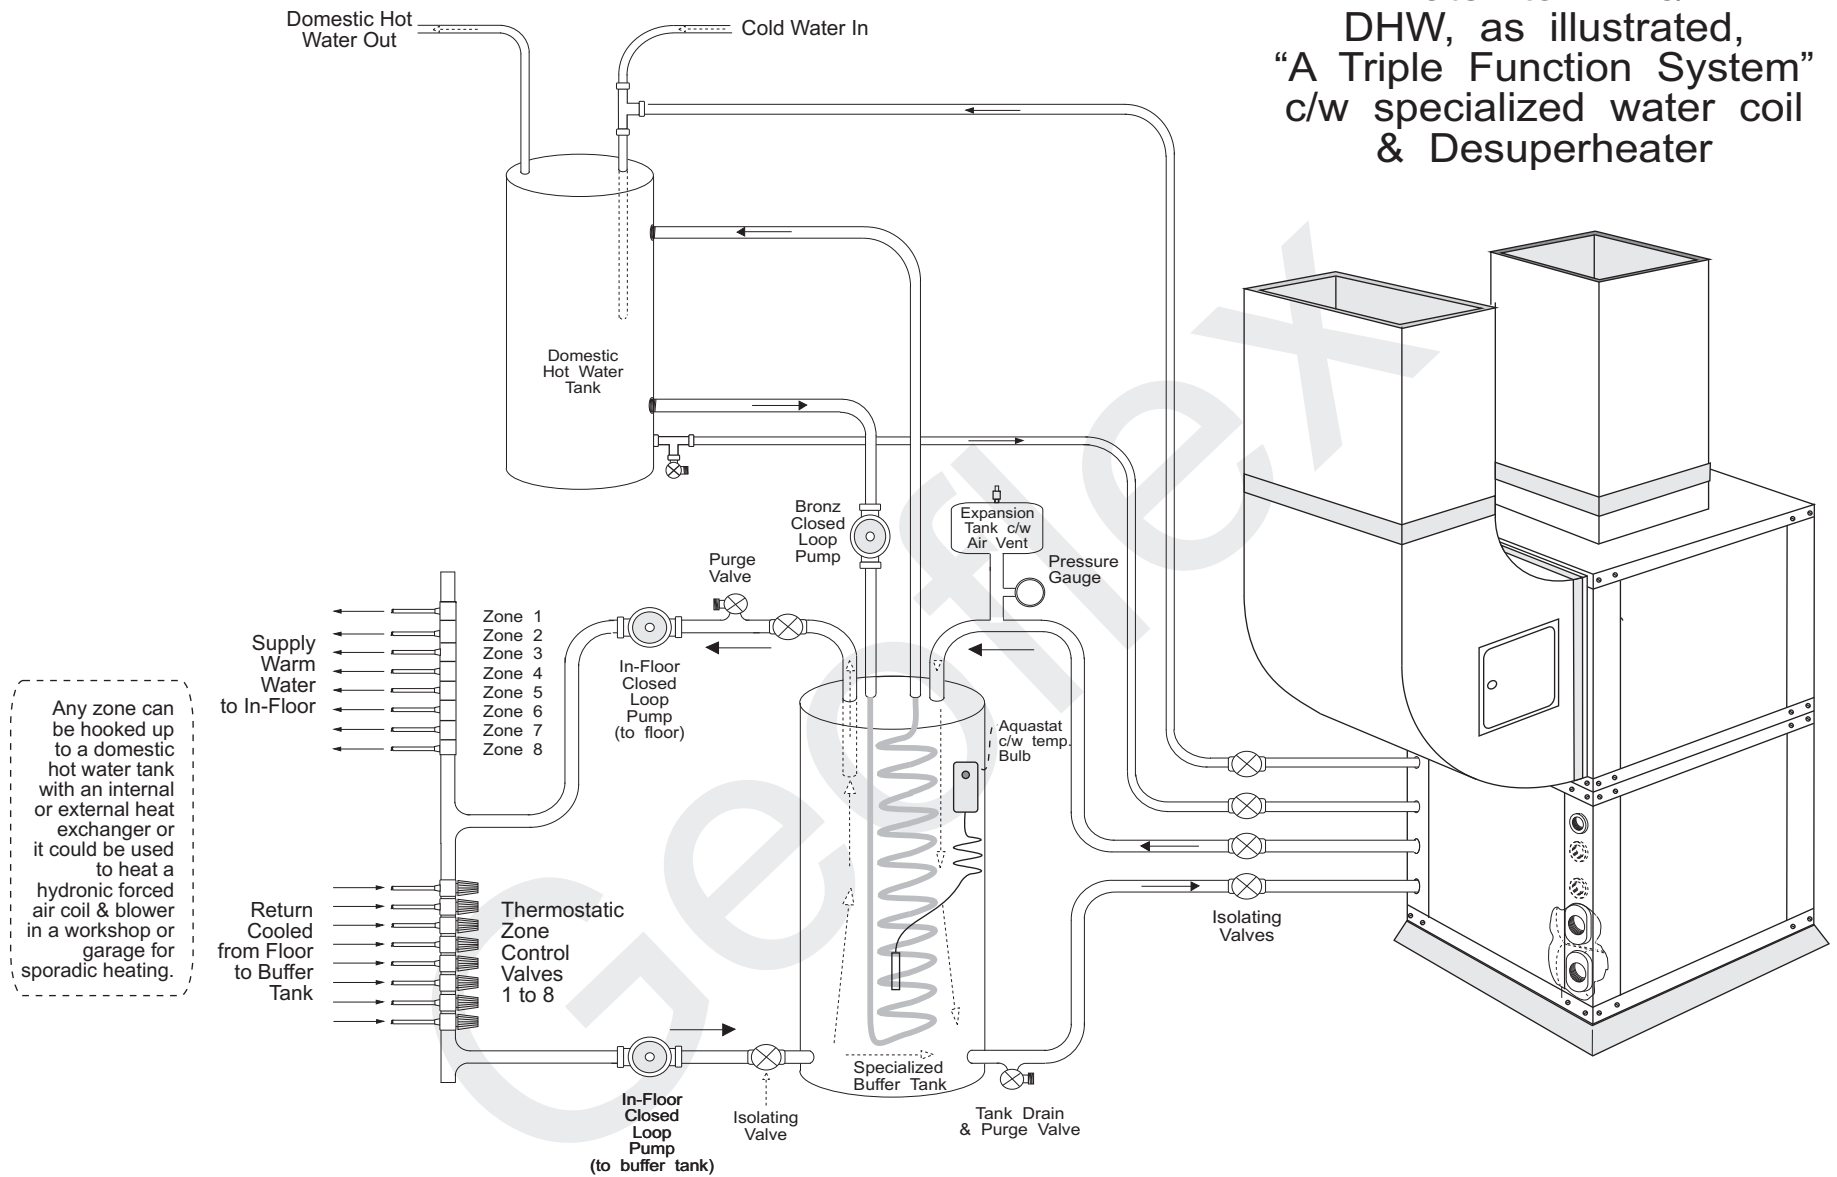 DHW, as illustrated,
“A Triple Function System”
c/w specialized water coil
& Desuperheater
Domestic Hot
Water Out
Cold Water In
Domestic
Hot Water
Tank
Bronz
Closed
Loop
Pump
Expansion
Tank c/w
Air Vent
Pressure
Gauge
Purge
Valve
Zone 1
Zone 2
Zone 3
Zone 4
Zone 5
Zone 6
Zone 7
Zone 8
Supply
Warm
Water
to In-Floor
In-Floor
Closed
Loop
Pump
(to floor)
Any zone can
be hooked up
to a domestic
hot water tank
with an internal
or external heat
exchanger or
it could be used
to heat a
hydronic forced
air coil & blower
in a workshop or
garage for
sporadic heating.
Aquastat
c/w temp.
Bulb
Return
Cooled
from Floor
to Buffer
Tank
Thermostatic
Zone
Control
Valves
1 to 8
Isolating
Valves
Specialized
Buffer Tank
In-Floor
Closed
Loop
Pump
(to buffer tank)
Isolating
Valve
Tank Drain
& Purge Valve
Geoflex